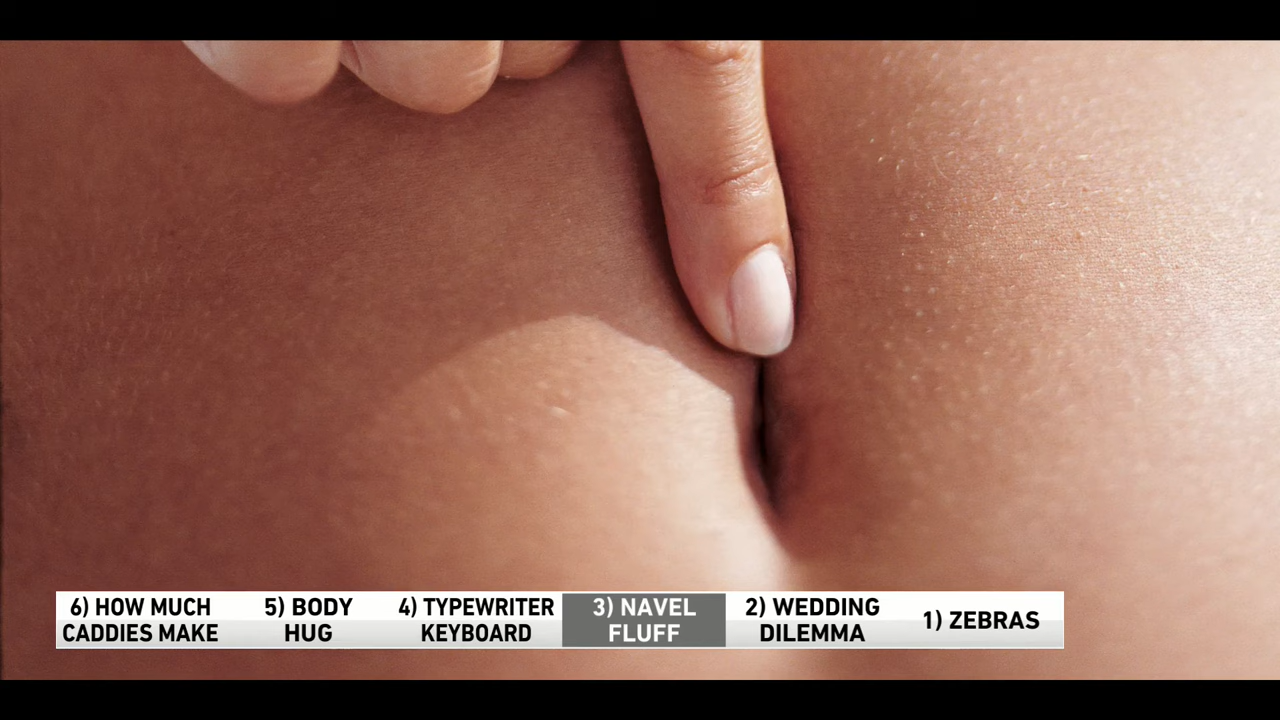 6) HOW MUCH
CADDIES MAKE
5) BODY
HUG
4) TYPEWRITER
KEYBOARD
3) NAVEL
FLUFF
2) WEDDING
DILEMMA
1) ZEBRAS